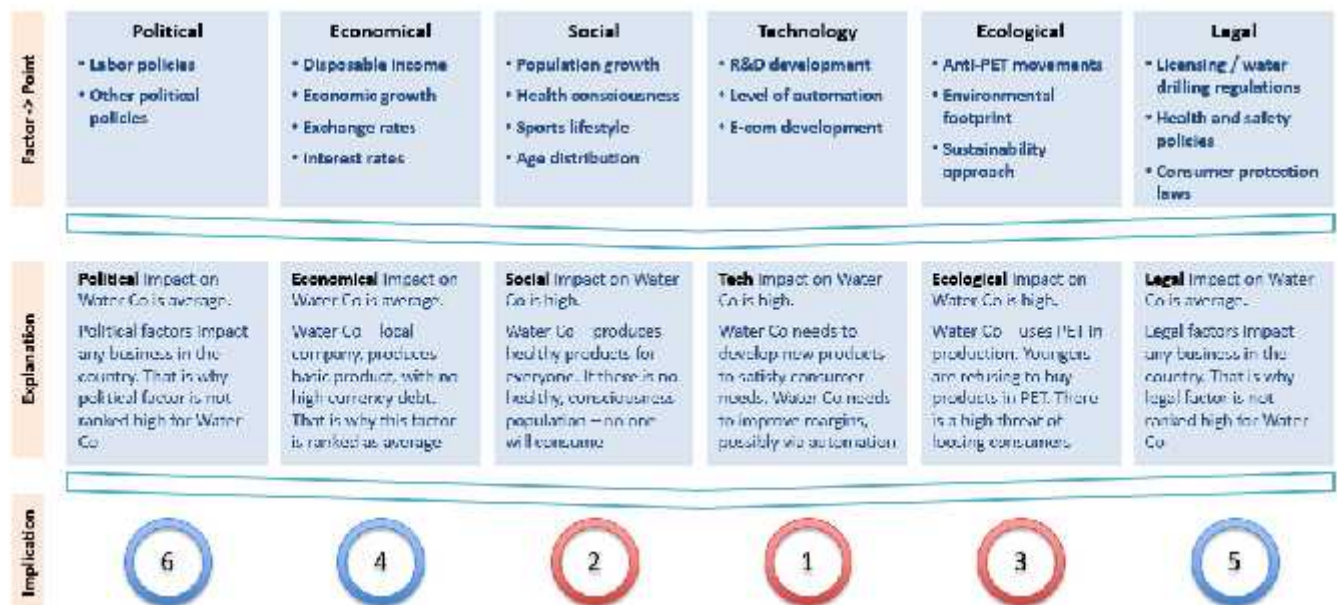 Factor -> Point
Political
• Labor policies
• Other political
policies
Economical
• Disposable income
• Economic growth
• Exchange rates
• Interest rates
Social
• Population growth
• Health consciousness
• Sports lifestyle
• Age distribution
Technology
• R&D development
• Level of automation
• E-com development
Ecological
• Anti-PET movements
• Environmental
footprint
• Sustainability
approach
Legal
• Licensing / water
drilling regulations
• Health and safety
policies
• Consumer protection
laws
Explanation
Political impact on
Water Co is average.
Political factors impact
any business in the
country. That is why
political factor is not
ranked high for Water
Co
Economical impact on
Water Co is average.
Water Co – local
company, produces
basic product, with no
high currency debt.
That is why this factor
is ranked as average
Social impact on Water
Co is high.
Water Co – produces
healthy products for
everyone. If there is no
healthy, consciousness
population – no one
will consume
Tech impact on Water
Co is high.
Water Co needs to
develop new products
to satisfy consumer
needs. Water Co needs
to improve margins,
possibly via automation
Ecological impact on
Water Co is high.
Water Co – uses PET in
production. Youngers
are refusing to buy
products in PET. There
is a high threat of
loosing consumers
Legal impact on Water
Co is average.
Legal factors impact
any business in the
country. That is why
legal factor is not
ranked high for Water
Co
Implication
6
4
2
1
3
5